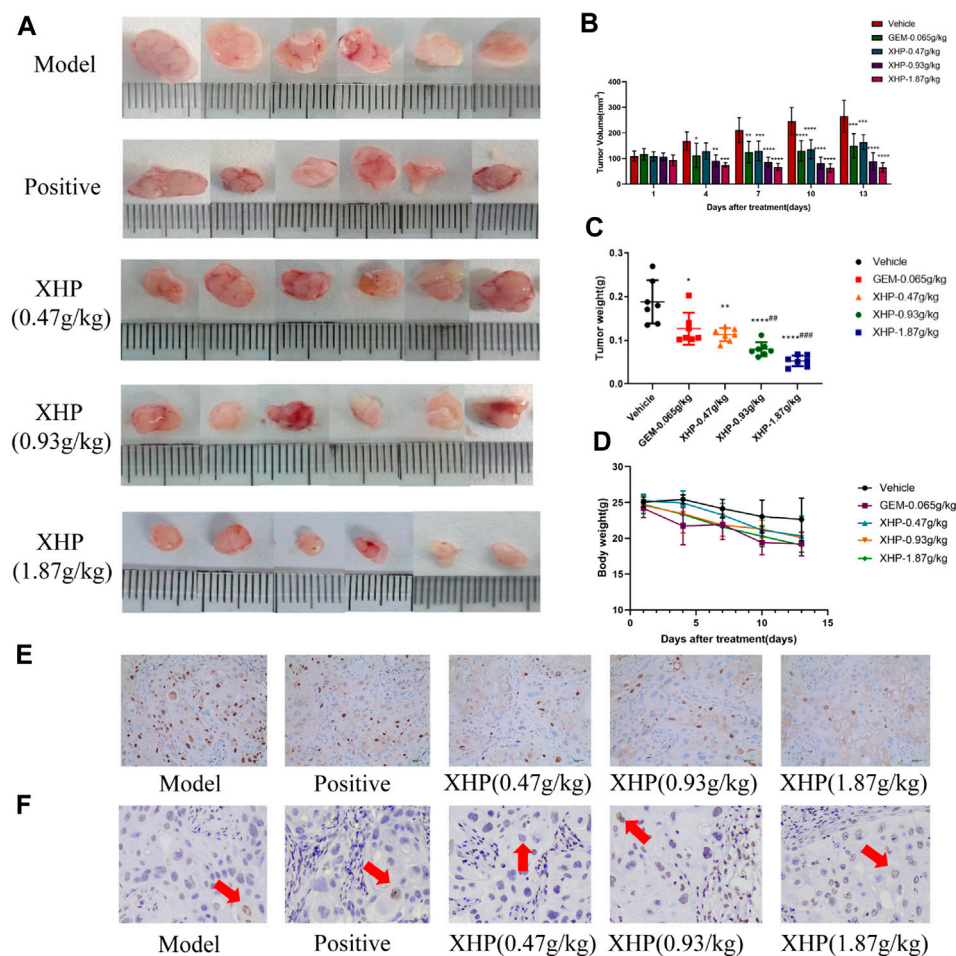 A
Model
Positive
XHP
(0.47g/kg)
XHP
(0.93g/kg)
XHP
(1.87g/kg)
B
Vehicle
GEM-0.065g/kg
XHP-0.47g/kg
XHP-0.93g/kg
XHP-1.87g/kg
Tumor Volume(mm³)
400
300
200
100
0
* ** *** ** *** **** **** **** **** **** **** *** *** **** ****
1 4 7 10 13
Days after treatment(days)
C
Vehicle
GEM-0.065g/kg
XHP-0.47g/kg
XHP-0.93g/kg
XHP-1.87g/kg
Tumor weight(g)
0.3
0.2
0.1
0.0
* ** ****## ****###
Vehicle
GEM-0.065g/kg
XHP-0.47g/kg
XHP-0.93g/kg
XHP-1.87g/kg
D
Vehicle
GEM-0.065g/kg
XHP-0.47g/kg
XHP-0.93g/kg
XHP-1.87g/kg
Body weight(g)
30
25
20
15
10
0 5 10 15
Days after treatment(days)
E
Model Positive XHP(0.47g/kg) XHP(0.93g/kg) XHP(1.87g/kg)
F
Model Positive XHP(0.47g/kg) XHP(0.93/kg) XHP(1.87g/kg)